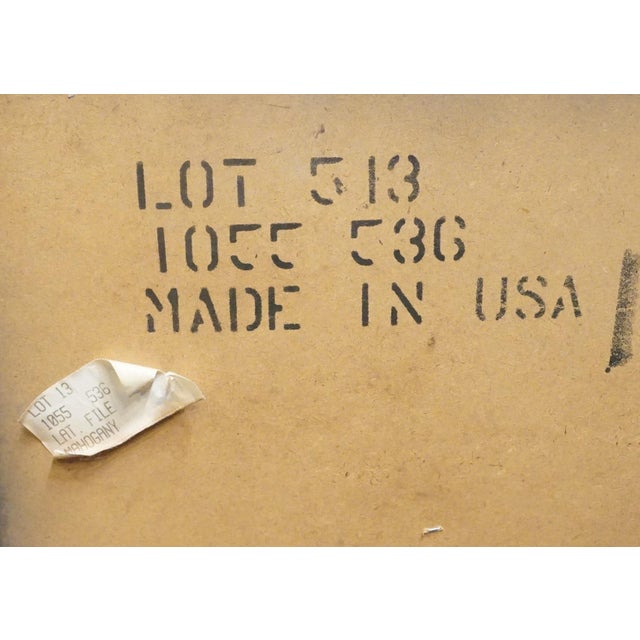 LOT 513
1055 536
MADE IN USA
LOT 13
1055 536
LAT. FILE
MAHOGANY